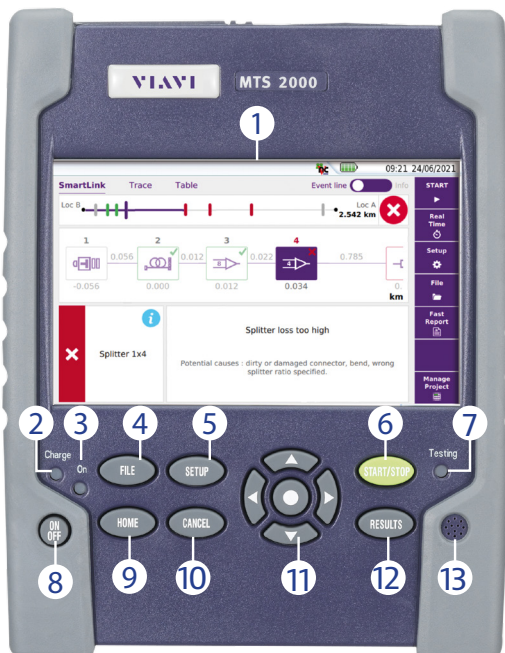 VIAVI MTS 2000
1
09:21 24/06/2021
SmartLink Trace Table Event line Info
Loc B Loc A
2.542 km
1 2 3 4
0.056 0.012 0.022 0.785
8 4
-0.056 0.000 0.012 0.034 0.
km
i
Splitter 1x4
Splitter loss too high
Potential causes : dirty or damaged connector, bend, wrong
splitter ratio specified.
START
Real
Time
Setup
File
Fast
Report
Manage
Project
2 3 4 5 6 7
Charge On FILE SETUP START/STOP Testing
ON
OFF
HOME CANCEL RESULTS
8 9 10 11 12 13